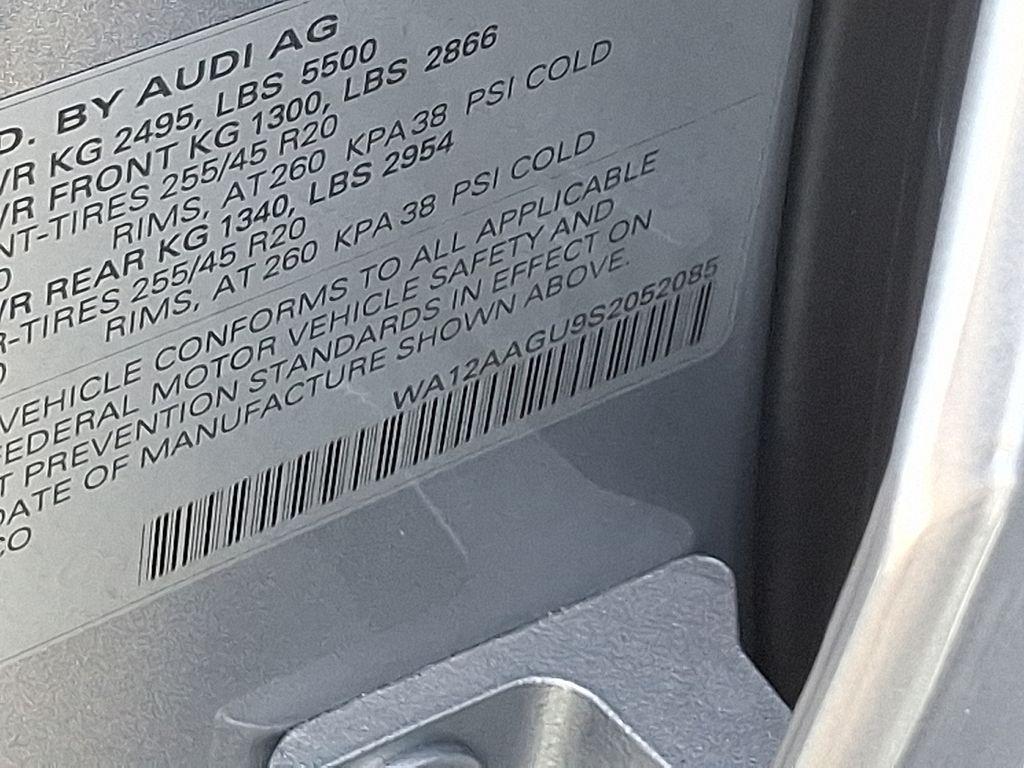 D. BY AUDI AG
VR KG 2495, LBS 5500
VR FRONT KG 1300, LBS 2866
NT-TIRES 255/45 R20
RIMS, AT 260 KPA 38 PSI COLD
VR REAR KG 1340, LBS 2954
R-TIRES 255/45 R20
RIMS, AT 260 KPA 38 PSI COLD
VEHICLE CONFORMS TO ALL APPLICABLE
FEDERAL MOTOR VEHICLE SAFETY AND
T PREVENTION STANDARDS IN EFFECT ON
DATE OF MANUFACTURE SHOWN ABOVE.
CO
WA12AAGU9S2052085